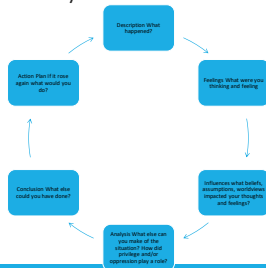 Description What
happened?
Feelings What were you
thinking and feeling
Influences what beliefs,
assumptions, worldviews
impacted your thoughts
and feelings?
Analysis What else can
you make of the
situation? How did
privilege and/or
oppression play a role?
Conclusion What else
could you have done?
Action Plan If it rose
again what would you
do?